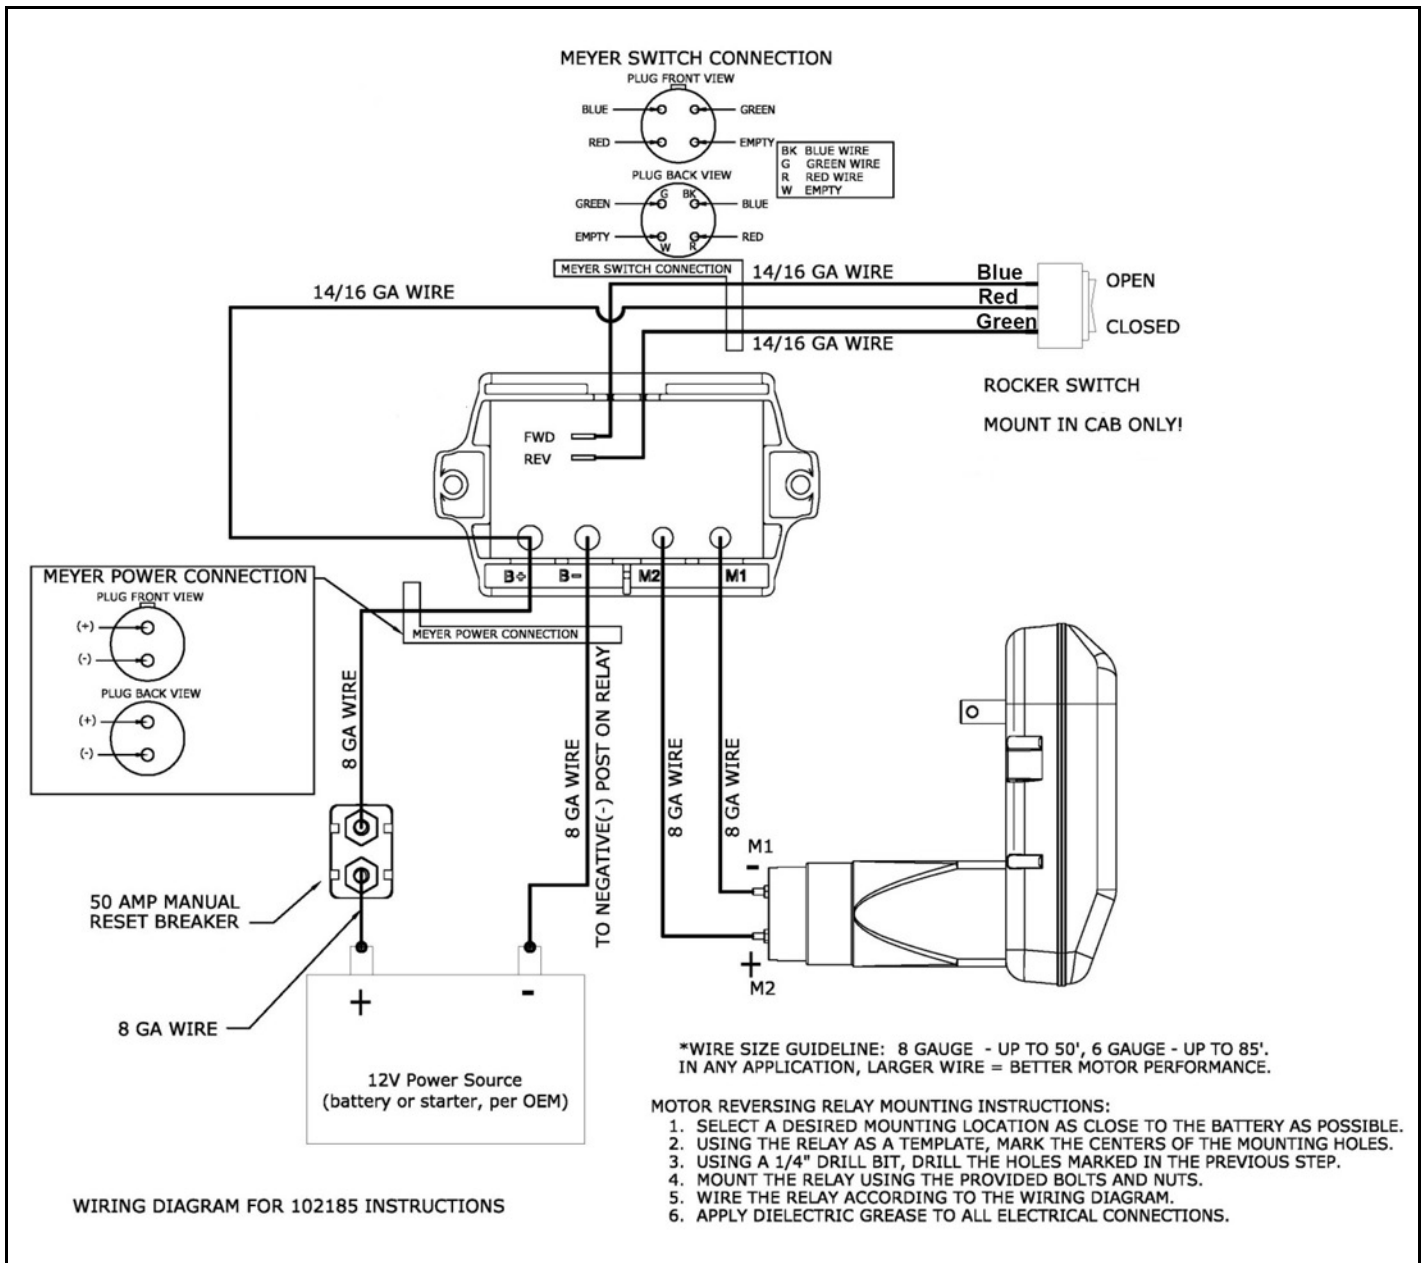 MEYER SWITCH CONNECTION
PLUG FRONT VIEW
BLUE
GREEN
RED
EMPTY
BK BLUE WIRE
G GREEN WIRE
R RED WIRE
W EMPTY
PLUG BACK VIEW
G BK
GREEN
BLUE
EMPTY
RED
W R
MEYER SWITCH CONNECTION
14/16 GA WIRE
Blue
OPEN
14/16 GA WIRE
Red
Green
CLOSED
14/16 GA WIRE
ROCKER SWITCH
MOUNT IN CAB ONLY!
FWD
REV
B+ B- M2 M1
MEYER POWER CONNECTION
PLUG FRONT VIEW
(+)
(-)
PLUG BACK VIEW
(+)
(-)
MEYER POWER CONNECTION
8 GA WIRE
8 GA WIRE
TO NEGATIVE(-) POST ON RELAY
8 GA WIRE
8 GA WIRE
M1
-
+
M2
50 AMP MANUAL
RESET BREAKER
8 GA WIRE
+ -
12V Power Source
(battery or starter, per OEM)
*WIRE SIZE GUIDELINE: 8 GAUGE - UP TO 50', 6 GAUGE - UP TO 85'.
IN ANY APPLICATION, LARGER WIRE = BETTER MOTOR PERFORMANCE.
MOTOR REVERSING RELAY MOUNTING INSTRUCTIONS:
1. SELECT A DESIRED MOUNTING LOCATION AS CLOSE TO THE BATTERY AS POSSIBLE.
2. USING THE RELAY AS A TEMPLATE, MARK THE CENTERS OF THE MOUNTING HOLES.
3. USING A 1/4" DRILL BIT, DRILL THE HOLES MARKED IN THE PREVIOUS STEP.
4. MOUNT THE RELAY USING THE PROVIDED BOLTS AND NUTS.
5. WIRE THE RELAY ACCORDING TO THE WIRING DIAGRAM.
6. APPLY DIELECTRIC GREASE TO ALL ELECTRICAL CONNECTIONS.
WIRING DIAGRAM FOR 102185 INSTRUCTIONS